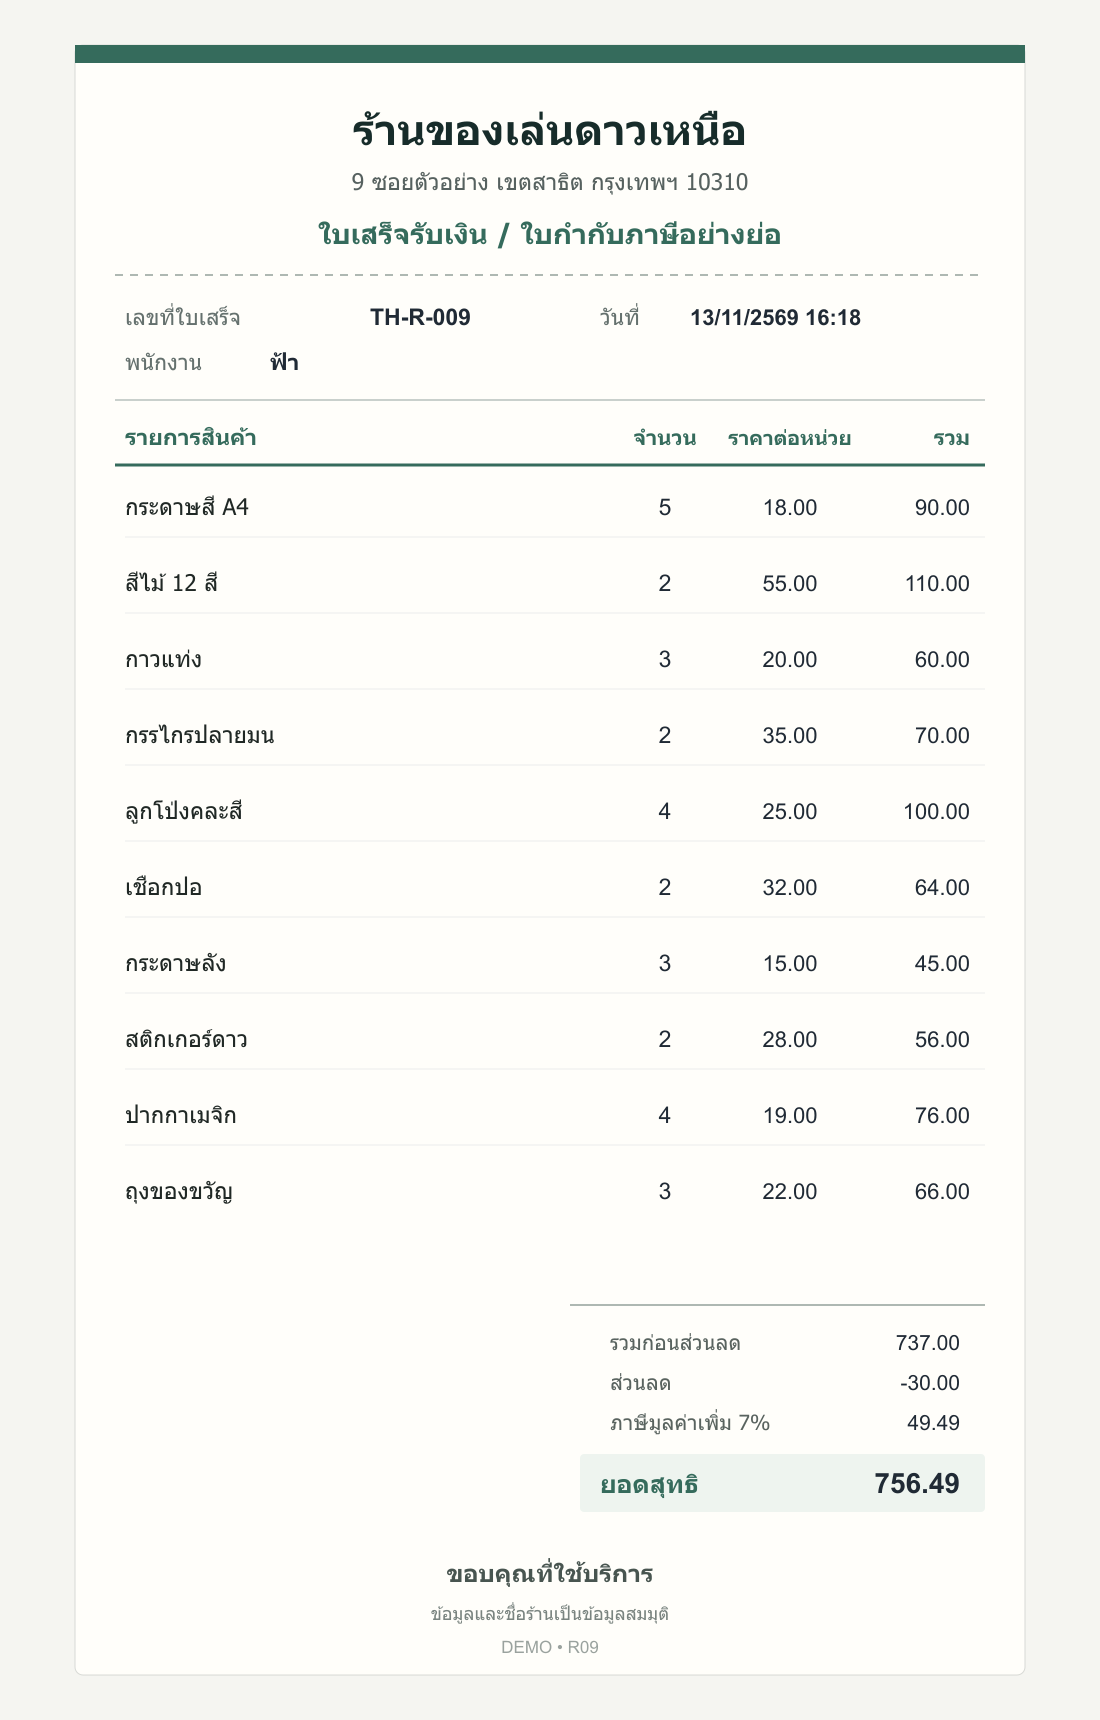 ร้านของเล่นดาวเหนือ
9 ซอยตัวอย่าง เขตสาธิต กรุงเทพฯ 10310
ใบเสร็จรับเงิน / ใบกำกับภาษีอย่างย่อ
เลขที่ใบเสร็จ TH-R-009 วันที่ 13/11/2569 16:18
พนักงาน ฟ้า
รายการสินค้า จำนวน ราคาต่อหน่วย รวม
กระดาษสี A4 5 18.00 90.00
สีไม้ 12 สี 2 55.00 110.00
กาวแท่ง 3 20.00 60.00
กรรไกรปลายมน 2 35.00 70.00
ลูกโป่งคละสี 4 25.00 100.00
เชือกปอ 2 32.00 64.00
กระดาษลัง 3 15.00 45.00
สติกเกอร์ดาว 2 28.00 56.00
ปากกาเมจิก 4 19.00 76.00
ถุงของขวัญ 3 22.00 66.00
รวมก่อนส่วนลด 737.00
ส่วนลด -30.00
ภาษีมูลค่าเพิ่ม 7% 49.49
ยอดสุทธิ 756.49
ขอบคุณที่ใช้บริการ
ข้อมูลและชื่อร้านเป็นข้อมูลสมมุติ
DEMO • R09